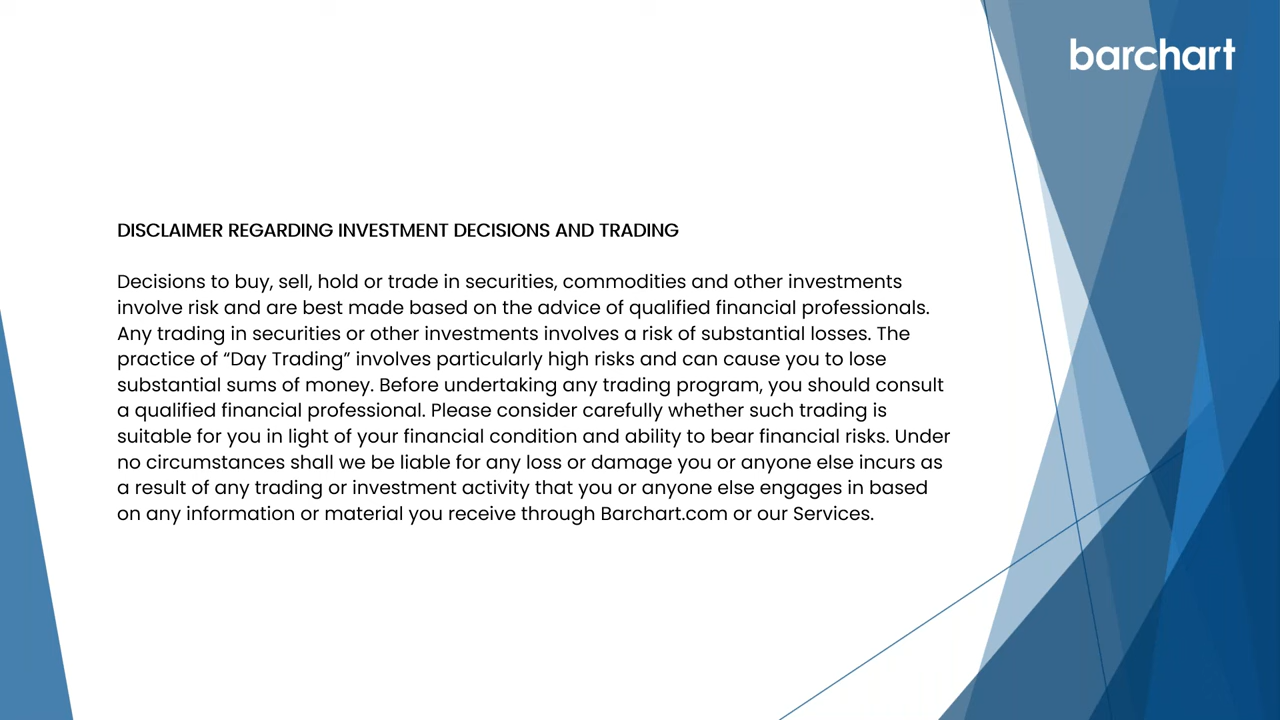 barchart
DISCLAIMER REGARDING INVESTMENT DECISIONS AND TRADING
Decisions to buy, sell, hold or trade in securities, commodities and other investments
involve risk and are best made based on the advice of qualified financial professionals.
Any trading in securities or other investments involves a risk of substantial losses. The
practice of “Day Trading” involves particularly high risks and can cause you to lose
substantial sums of money. Before undertaking any trading program, you should consult
a qualified financial professional. Please consider carefully whether such trading is
suitable for you in light of your financial condition and ability to bear financial risks. Under
no circumstances shall we be liable for any loss or damage you or anyone else incurs as
a result of any trading or investment activity that you or anyone else engages in based
on any information or material you receive through Barchart.com or our Services.